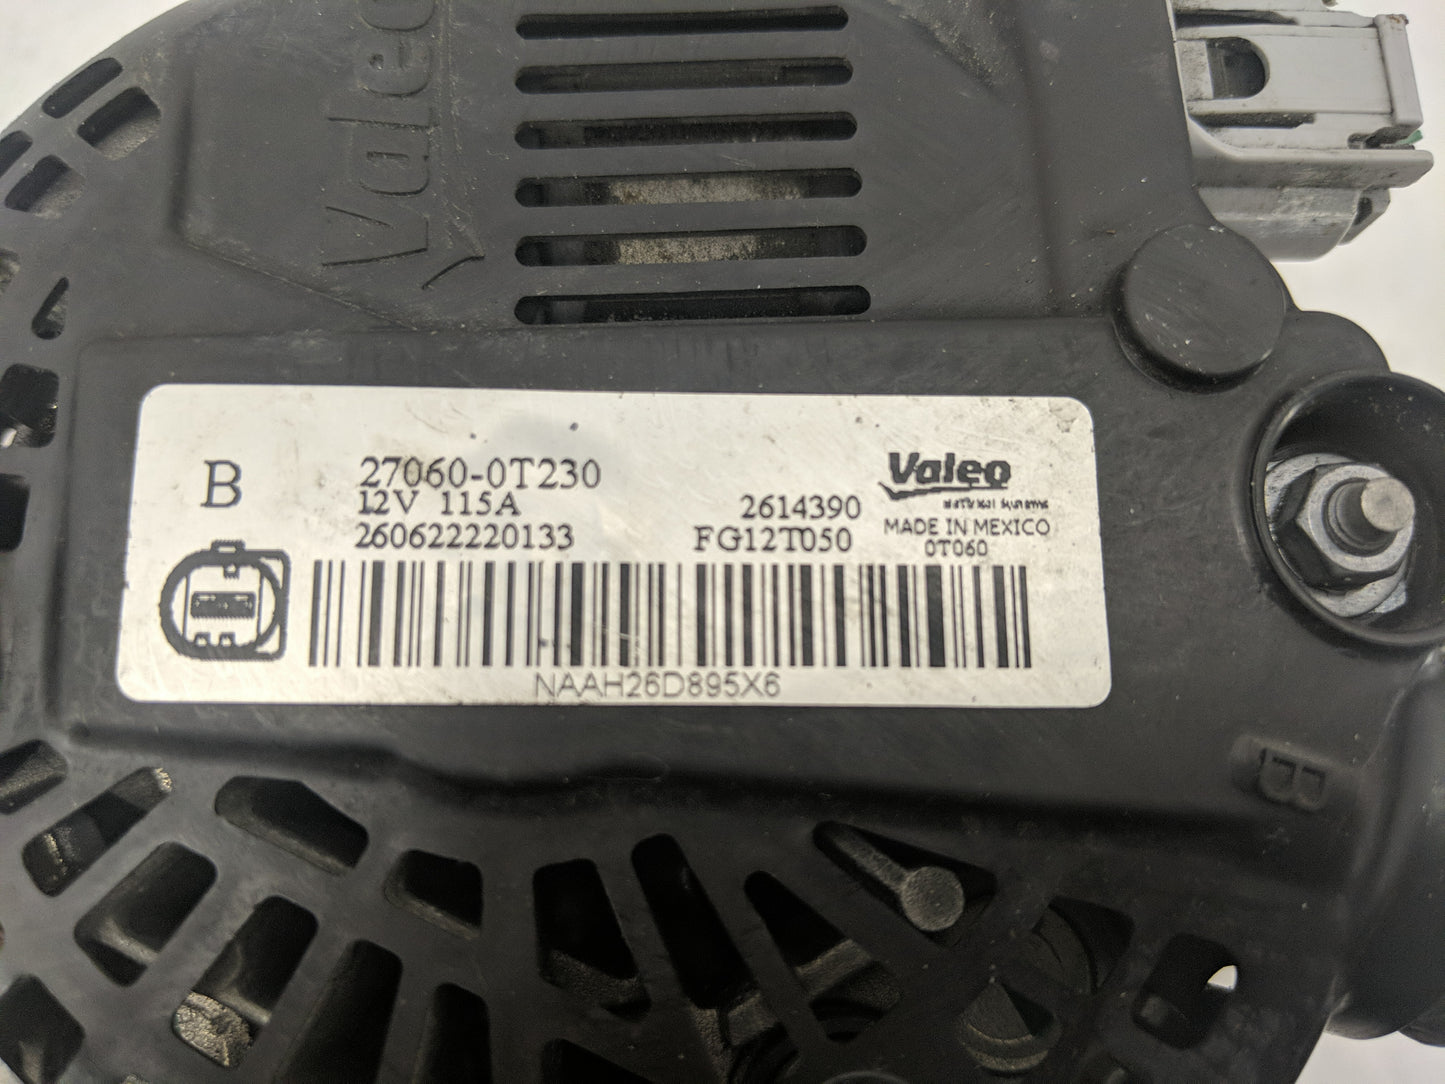 Valeo
B
27060-0T230
12V 115A
260622220133
2614390
FG12T050
Valeo
MADE IN MEXICO
0T060
NAAH26D895X6
B